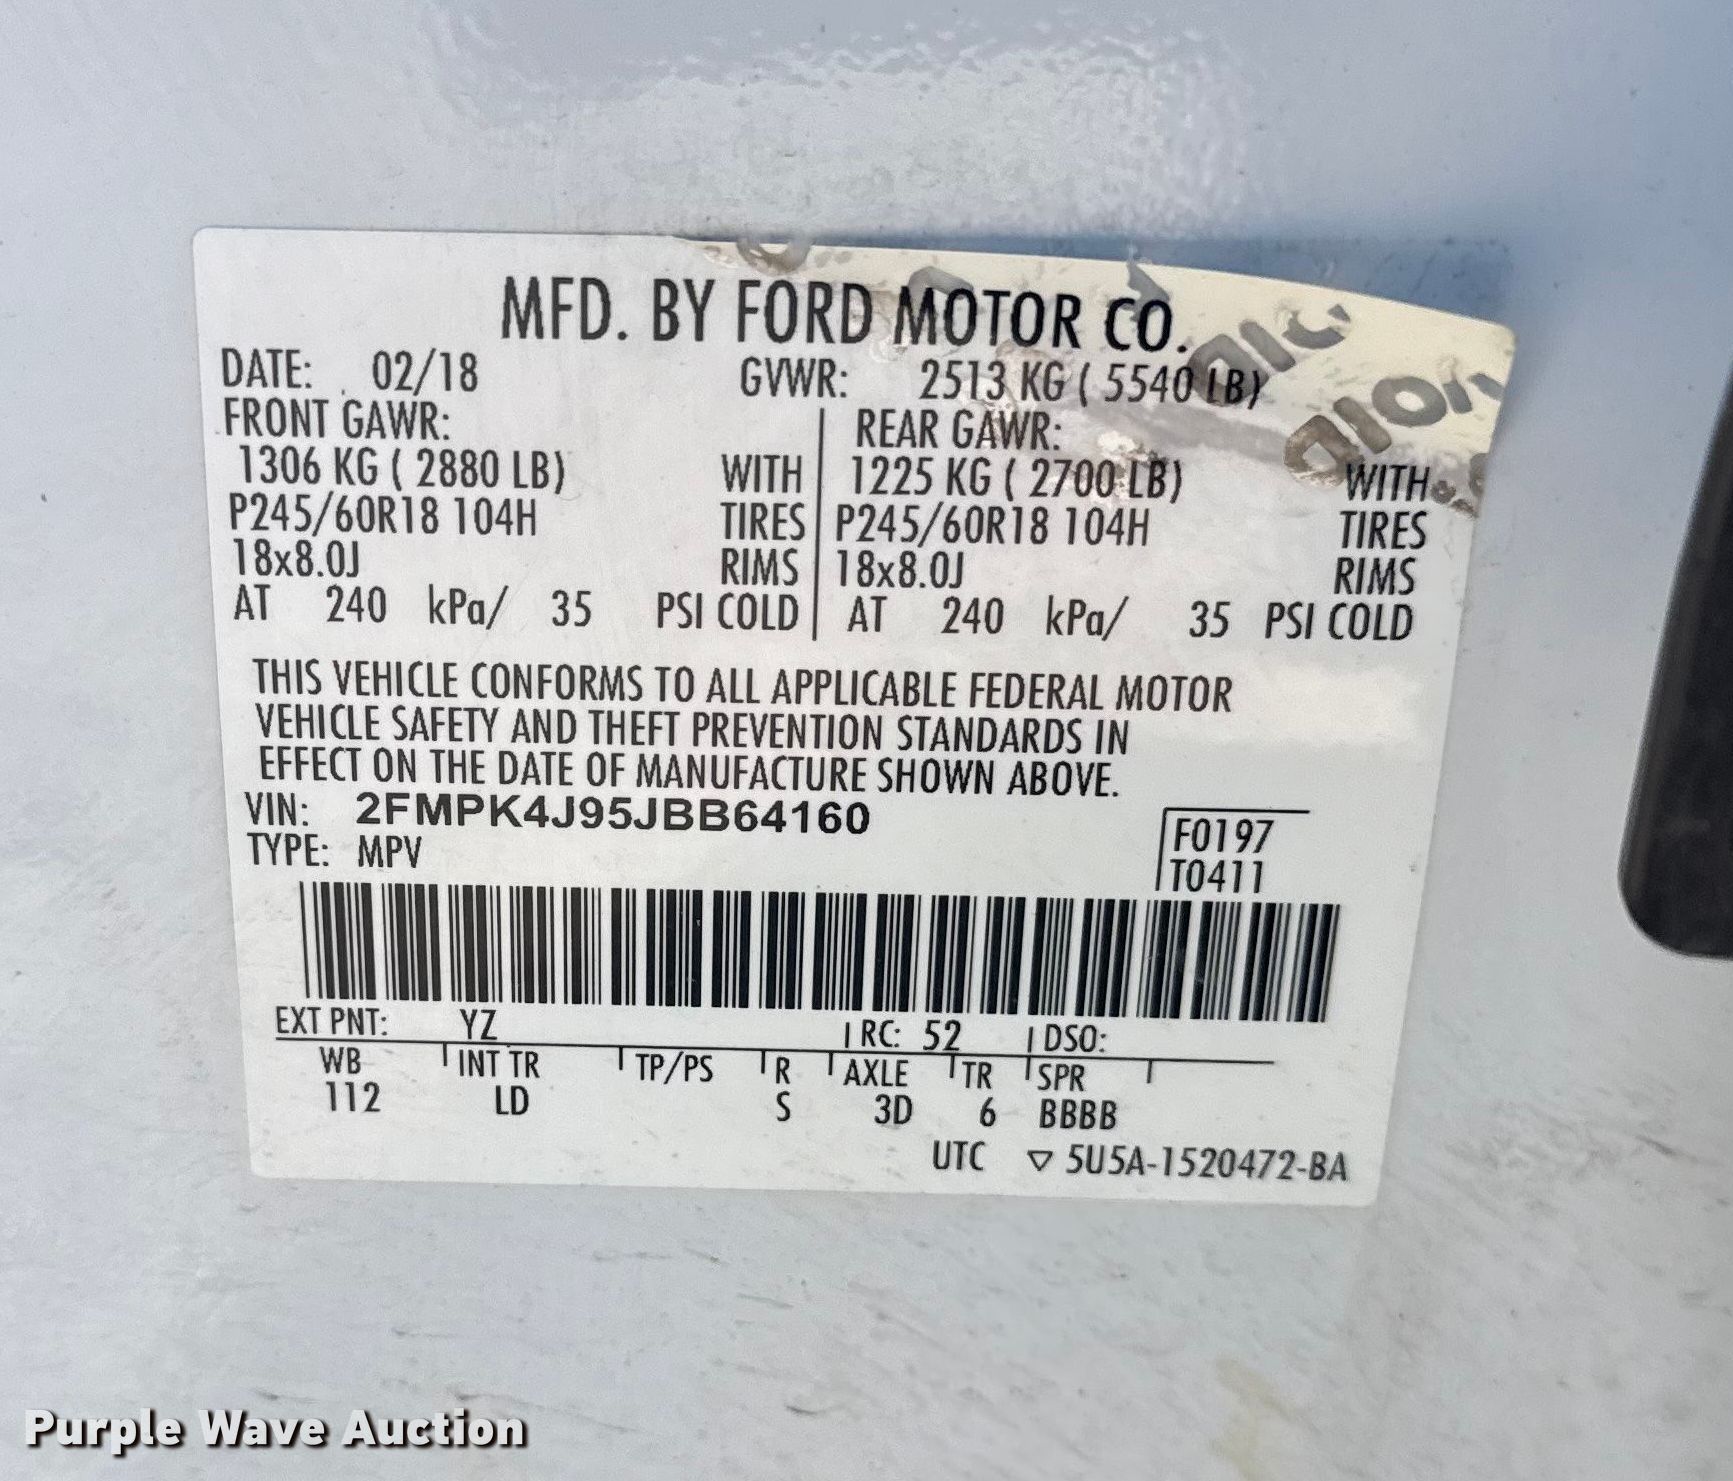 MFD. BY FORD MOTOR CO.
DATE: 02/18 GVWR: 2513 KG ( 5540 LB)
FRONT GAWR: REAR GAWR:
1306 KG ( 2880 LB) WITH 1225 KG ( 2700 LB) WITH
P245/60R18 104H TIRES P245/60R18 104H TIRES
18x8.0J RIMS 18x8.0J RIMS
AT 240 kPa/ 35 PSI COLD AT 240 kPa/ 35 PSI COLD
THIS VEHICLE CONFORMS TO ALL APPLICABLE FEDERAL MOTOR
VEHICLE SAFETY AND THEFT PREVENTION STANDARDS IN
EFFECT ON THE DATE OF MANUFACTURE SHOWN ABOVE.
VIN: 2FMPK4J95JBB64160
TYPE: MPV
F0197
T0411
EXT PNT: YZ RC: 52 DSO:
WB INT TR TP/PS R AXLE TR SPR
112 LD S 3D 6 BBBB
UTC ▽ 5U5A-1520472-BA
VOID
VOID
Purple Wave Auction